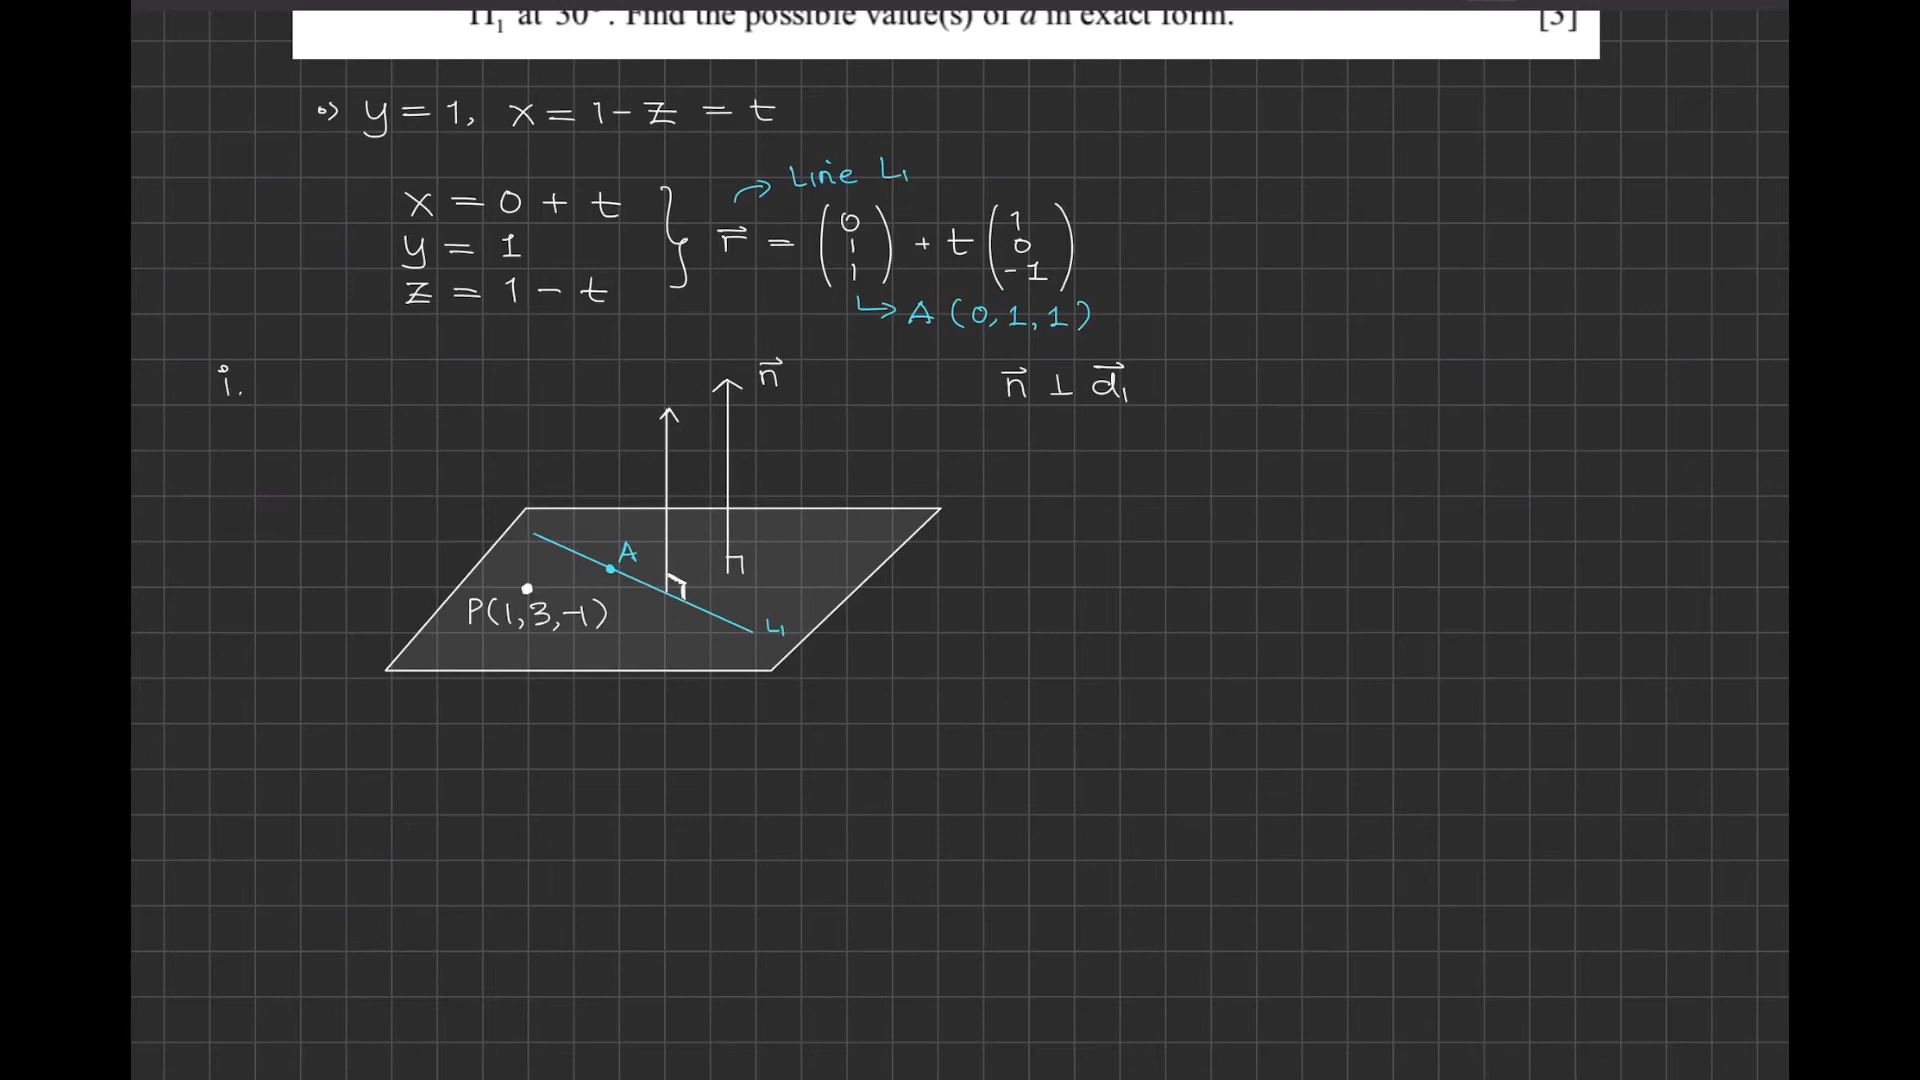 Π₁ at 30°. Find the possible value(s) of a in exact form. [3]
y = 1, x = 1 - z = t
→ Line L₁
x = 0 + t
y = 1
z = 1 - t
} r⃗ = (0 1 1) + t (1 0 -1)
↳ A (0, 1, 1)
i.
n⃗
n⃗ ⊥ d⃗₁
A
P(1, 3, -1)
L₁